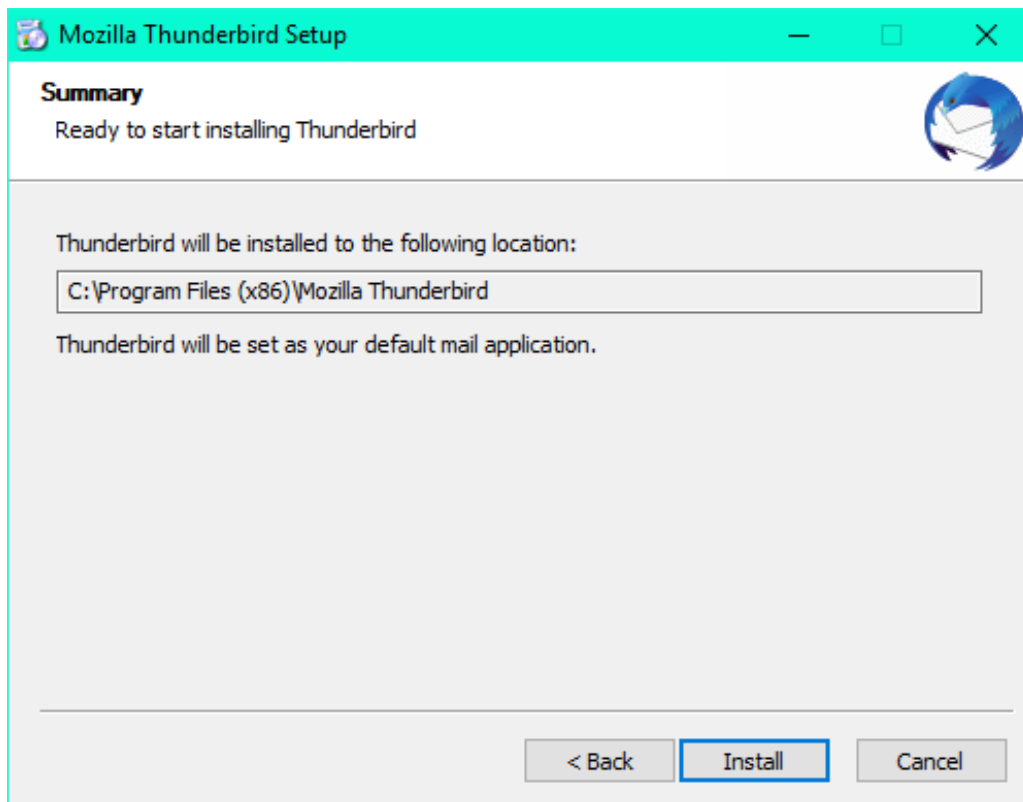 Mozilla Thunderbird Setup
Summary
Ready to start installing Thunderbird
Thunderbird will be installed to the following location:
C:\Program Files (x86)\Mozilla Thunderbird
Thunderbird will be set as your default mail application.
< Back Install Cancel